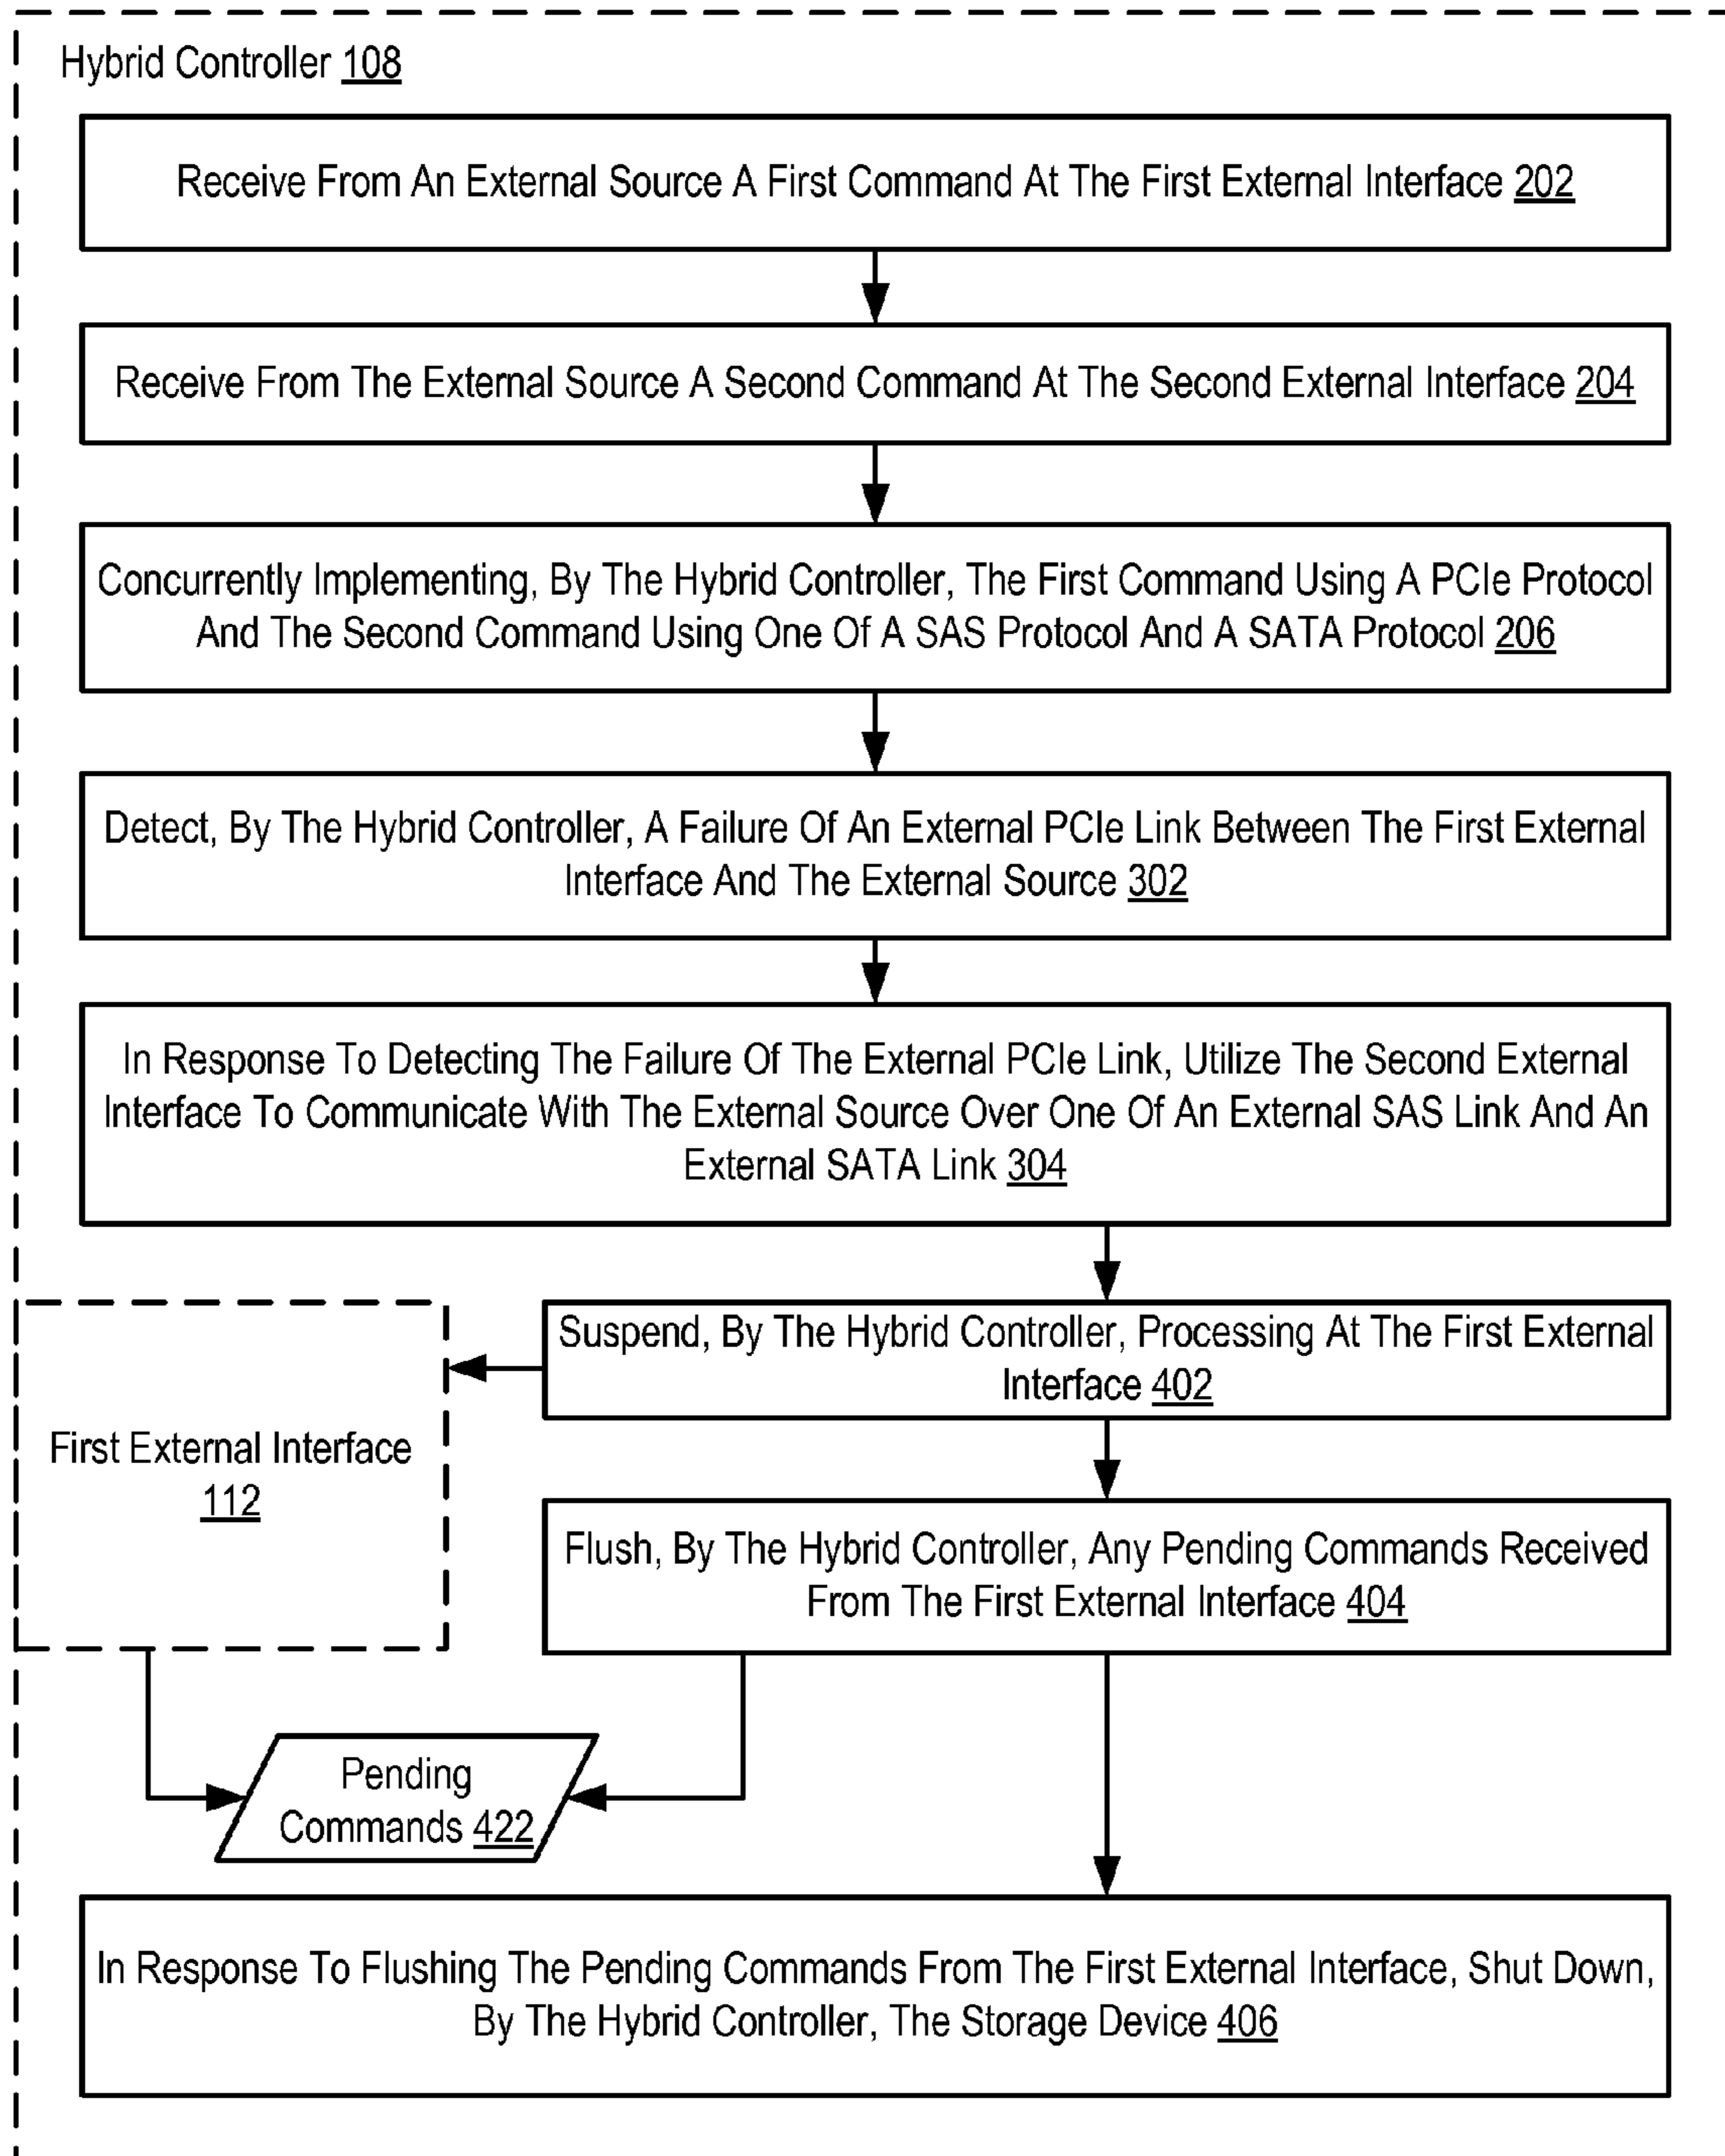 Hybrid Controller 108
Receive From An External Source A First Command At The First External Interface 202
Receive From The External Source A Second Command At The Second External Interface 204
Concurrently Implementing, By The Hybrid Controller, The First Command Using A PCIe Protocol
And The Second Command Using One Of A SAS Protocol And A SATA Protocol 206
Detect, By The Hybrid Controller, A Failure Of An External PCIe Link Between The First External
Interface And The External Source 302
In Response To Detecting The Failure Of The External PCIe Link, Utilize The Second External
Interface To Communicate With The External Source Over One Of An External SAS Link And An
External SATA Link 304
Suspend, By The Hybrid Controller, Processing At The First External
Interface 402
First External Interface
112
Flush, By The Hybrid Controller, Any Pending Commands Received
From The First External Interface 404
Pending
Commands 422
In Response To Flushing The Pending Commands From The First External Interface, Shut Down,
By The Hybrid Controller, The Storage Device 406